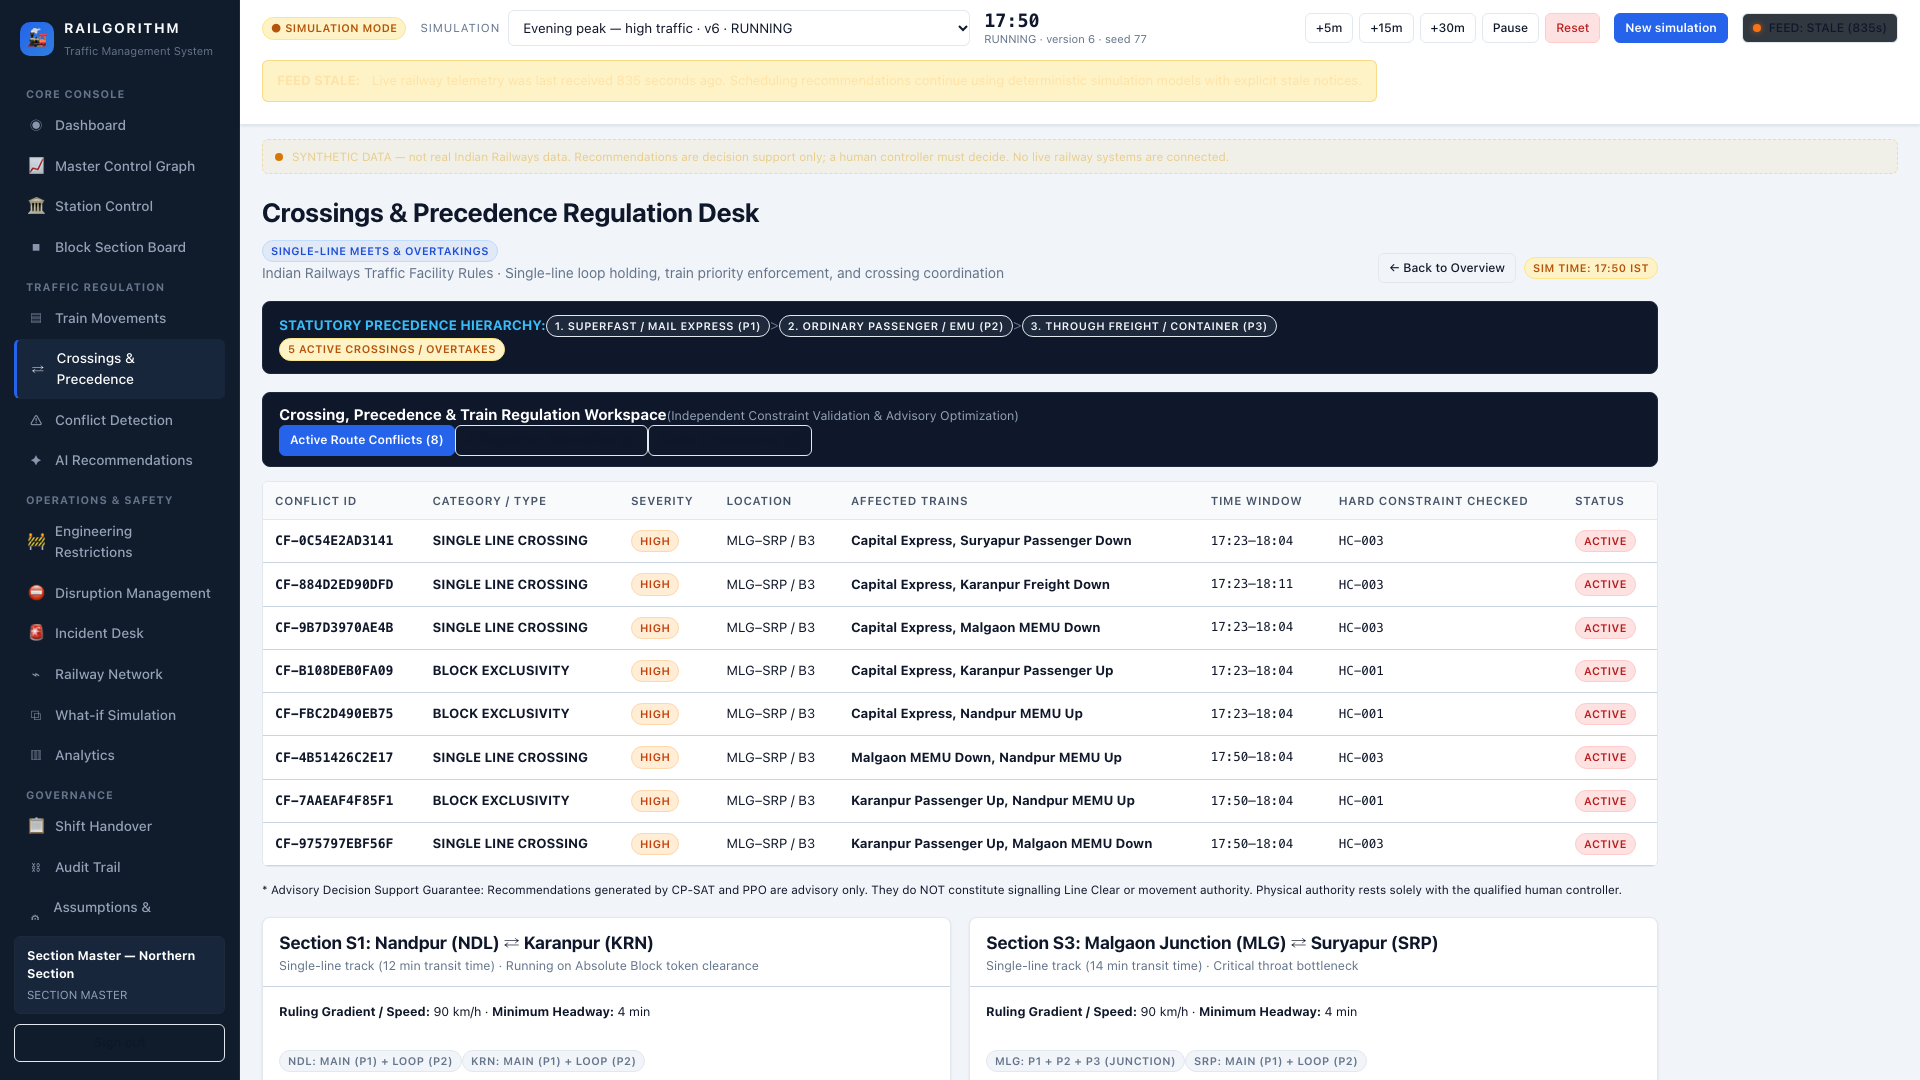 RAILGORITHM
Traffic Management System
CORE CONSOLE
Dashboard
Master Control Graph
Station Control
Block Section Board
TRAFFIC REGULATION
Train Movements
Crossings &
Precedence
Conflict Detection
AI Recommendations
OPERATIONS & SAFETY
Engineering
Restrictions
Disruption Management
Incident Desk
Railway Network
What-if Simulation
Analytics
GOVERNANCE
Shift Handover
Audit Trail
Assumptions &
Section Master — Northern
Section
SECTION MASTER
SIMULATION MODE
SIMULATION
Evening peak — high traffic · v6 · RUNNING
17:50
RUNNING · version 6 · seed 77
+5m
+15m
+30m
Pause
Reset
New simulation
FEED: STALE (835s)
FEED STALE: Live railway telemetry was last received 835 seconds ago. Scheduling recommendations continue using deterministic simulation models with explicit stale notices.
SYNTHETIC DATA — not real Indian Railways data. Recommendations are decision support only; a human controller must decide. No live railway systems are connected.
Crossings & Precedence Regulation Desk
SINGLE-LINE MEETS & OVERTAKINGS
Indian Railways Traffic Facility Rules · Single-line loop holding, train priority enforcement, and crossing coordination
← Back to Overview
SIM TIME: 17:50 IST
STATUTORY PRECEDENCE HIERARCHY: 1. SUPERFAST / MAIL EXPRESS (P1) > 2. ORDINARY PASSENGER / EMU (P2) > 3. THROUGH FREIGHT / CONTAINER (P3)
5 ACTIVE CROSSINGS / OVERTAKES
Crossing, Precedence & Train Regulation Workspace (Independent Constraint Validation & Advisory Optimization)
Active Route Conflicts (8)
CONFLICT ID CATEGORY / TYPE SEVERITY LOCATION AFFECTED TRAINS TIME WINDOW HARD CONSTRAINT CHECKED STATUS
CF-0C54E2AD3141 SINGLE LINE CROSSING HIGH MLG–SRP / B3 Capital Express, Suryapur Passenger Down 17:23–18:04 HC-003 ACTIVE
CF-884D2ED90DFD SINGLE LINE CROSSING HIGH MLG–SRP / B3 Capital Express, Karanpur Freight Down 17:23–18:11 HC-003 ACTIVE
CF-9B7D3970AE4B SINGLE LINE CROSSING HIGH MLG–SRP / B3 Capital Express, Malgaon MEMU Down 17:23–18:04 HC-003 ACTIVE
CF-B108DEB0FA09 BLOCK EXCLUSIVITY HIGH MLG–SRP / B3 Capital Express, Karanpur Passenger Up 17:23–18:04 HC-001 ACTIVE
CF-FBC2D490EB75 BLOCK EXCLUSIVITY HIGH MLG–SRP / B3 Capital Express, Nandpur MEMU Up 17:23–18:04 HC-001 ACTIVE
CF-4B51426C2E17 SINGLE LINE CROSSING HIGH MLG–SRP / B3 Malgaon MEMU Down, Nandpur MEMU Up 17:50–18:04 HC-003 ACTIVE
CF-7AAEAF4F85F1 BLOCK EXCLUSIVITY HIGH MLG–SRP / B3 Karanpur Passenger Up, Nandpur MEMU Up 17:50–18:04 HC-001 ACTIVE
CF-975797EBF56F SINGLE LINE CROSSING HIGH MLG–SRP / B3 Karanpur Passenger Up, Malgaon MEMU Down 17:50–18:04 HC-003 ACTIVE
* Advisory Decision Support Guarantee: Recommendations generated by CP-SAT and PPO are advisory only. They do NOT constitute signalling Line Clear or movement authority. Physical authority rests solely with the qualified human controller.
Section S1: Nandpur (NDL) ⇄ Karanpur (KRN)
Single-line track (12 min transit time) · Running on Absolute Block token clearance
Ruling Gradient / Speed: 90 km/h · Minimum Headway: 4 min
NDL: MAIN (P1) + LOOP (P2) KRN: MAIN (P1) + LOOP (P2)
Section S3: Malgaon Junction (MLG) ⇄ Suryapur (SRP)
Single-line track (14 min transit time) · Critical throat bottleneck
Ruling Gradient / Speed: 90 km/h · Minimum Headway: 4 min
MLG: P1 + P2 + P3 (JUNCTION) SRP: MAIN (P1) + LOOP (P2)